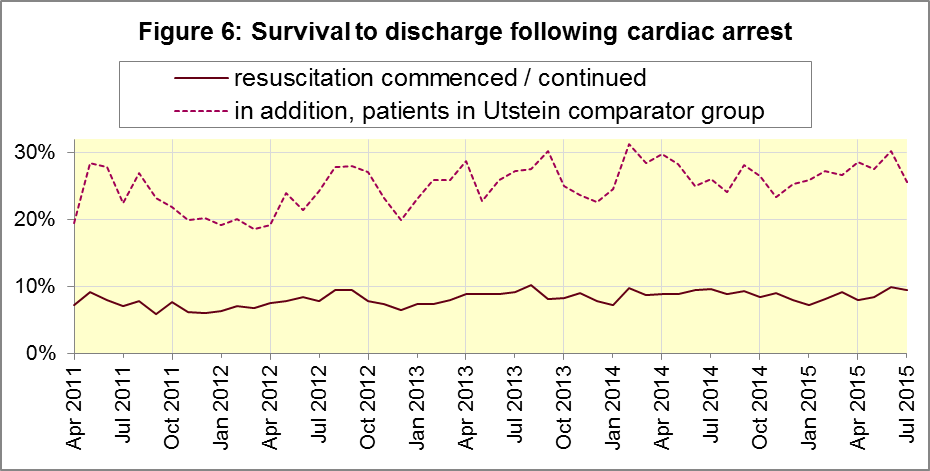 Figure 6: Survival to discharge following cardiac arrest
resuscitation commenced / continued
in addition, patients in Utstein comparator group
30%
20%
10%
0%
Apr 2011
Jul 2011
Oct 2011
Jan 2012
Apr 2012
Jul 2012
Oct 2012
Jan 2013
Apr 2013
Jul 2013
Oct 2013
Jan 2014
Apr 2014
Jul 2014
Oct 2014
Jan 2015
Apr 2015
Jul 2015